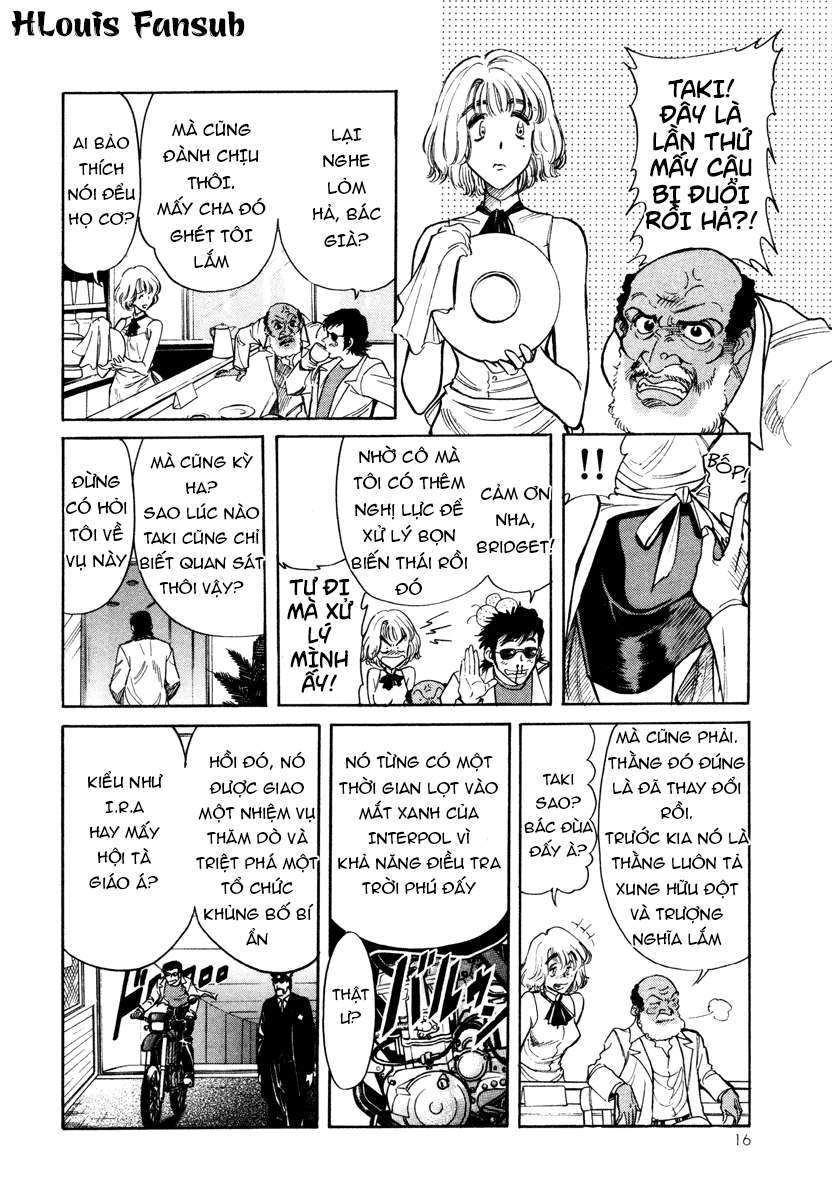 HLouis Fansub
TAKI!
ĐÂY LÀ
LẦN THỨ
MẤY CẬU
BỊ ĐUỔI
RỒI HẢ?!
LẠI
NGHE
LÒM
HẢ, BÁC
GIÀ?
MÀ CŨNG
ĐÀNH CHỊU
THÔI.
MẤY CHA ĐÓ
GHÉT TÔI
LẮM
AI BẢO
THÍCH
NÓI ĐỂU
HỌ CƠ?
!!
BỐP!
CẢM ƠN
NHA,
BRIDGET!
NHỜ CÔ MÀ
TÔI CÓ THÊM
NGHỊ LỰC ĐỂ
XỬ LÝ BỌN
BIẾN THÁI RỒI
ĐÓ
TỰ ĐI
MÀ XỬ
LÝ
MÌNH
ẤY!
MÀ CŨNG KỲ
HA?
SAO LÚC NÀO
TAKI CŨNG CHỈ
BIẾT QUAN SÁT
THÔI VẬY?
ĐỪNG
CÓ HỎI
TÔI VỀ
VỤ NÀY
MÀ CŨNG PHẢI.
THẰNG ĐÓ ĐÚNG
LÀ ĐÃ THAY ĐỔI
RỒI.
TRƯỚC KIA NÓ LÀ
THẰNG LUÔN TẢ
XUNG HỮU ĐỘT
VÀ TRƯỢNG
NGHĨA LẮM
TAKI
SAO?
BÁC ĐÙA
ĐẤY À?
NÓ TỪNG CÓ MỘT
THỜI GIAN LỌT VÀO
MẮT XANH CỦA
INTERPOL VÌ
KHẢ NĂNG ĐIỀU TRA
TRỜI PHÚ ĐẤY
THẬT
Ư?
バルゥッ
HỒI ĐÓ, NÓ
ĐƯỢC GIAO
MỘT NHIỆM VỤ
THĂM DÒ VÀ
TRIỆT PHÁ MỘT
TỔ CHỨC
KHỦNG BỐ BÍ
ẨN
KIỂU NHƯ
I.R.A
HAY MẤY
HỘI TÀ
GIÁO Á?
ドッ...
16